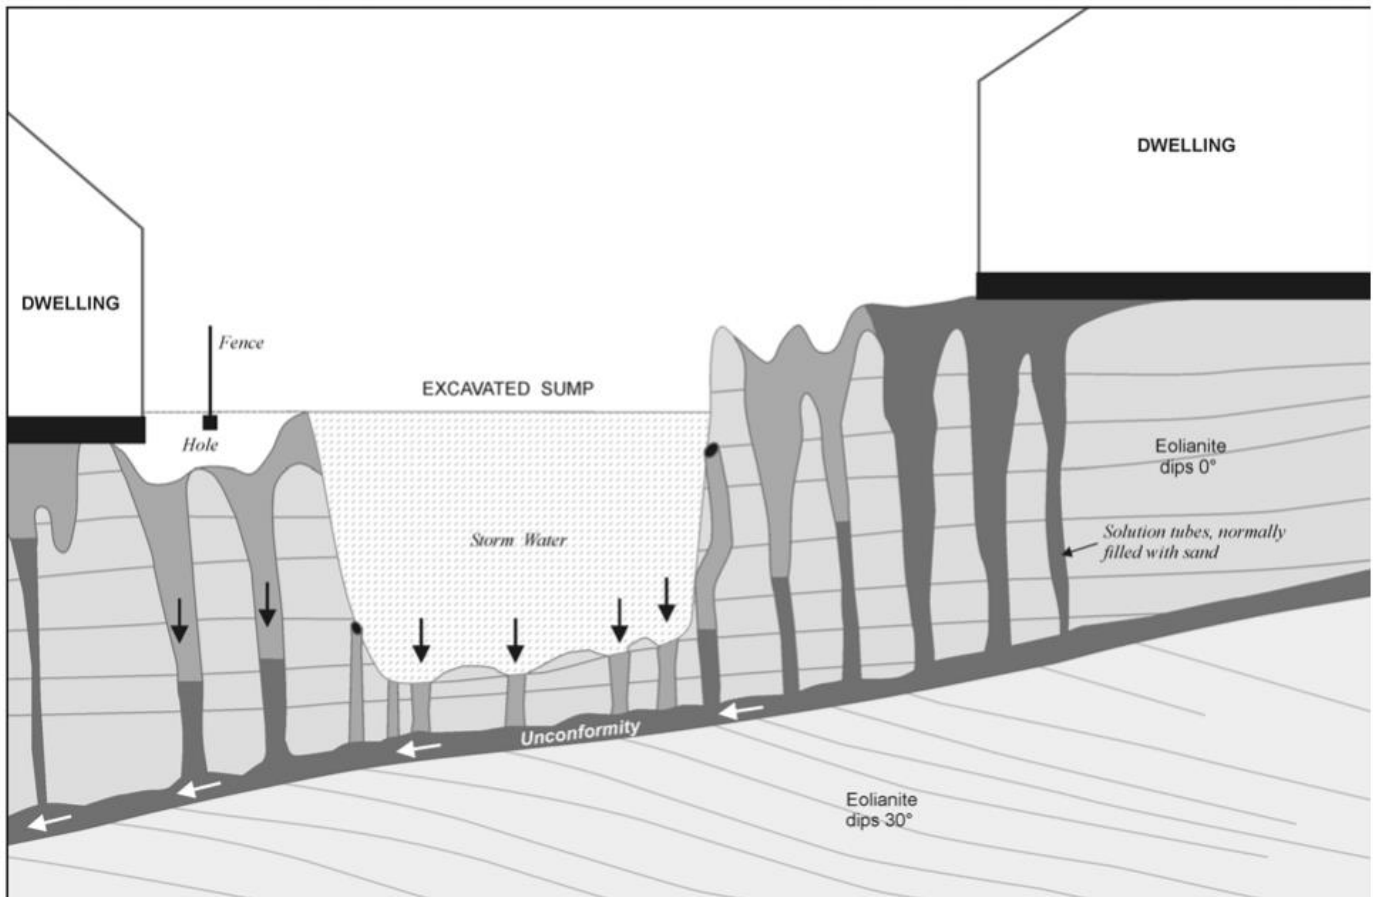 DWELLING
DWELLING
Fence
EXCAVATED SUMP
Hole
Eolianite
dips 0°
Storm Water
Solution tubes, normally
filled with sand
Unconformity
Eolianite
dips 30°